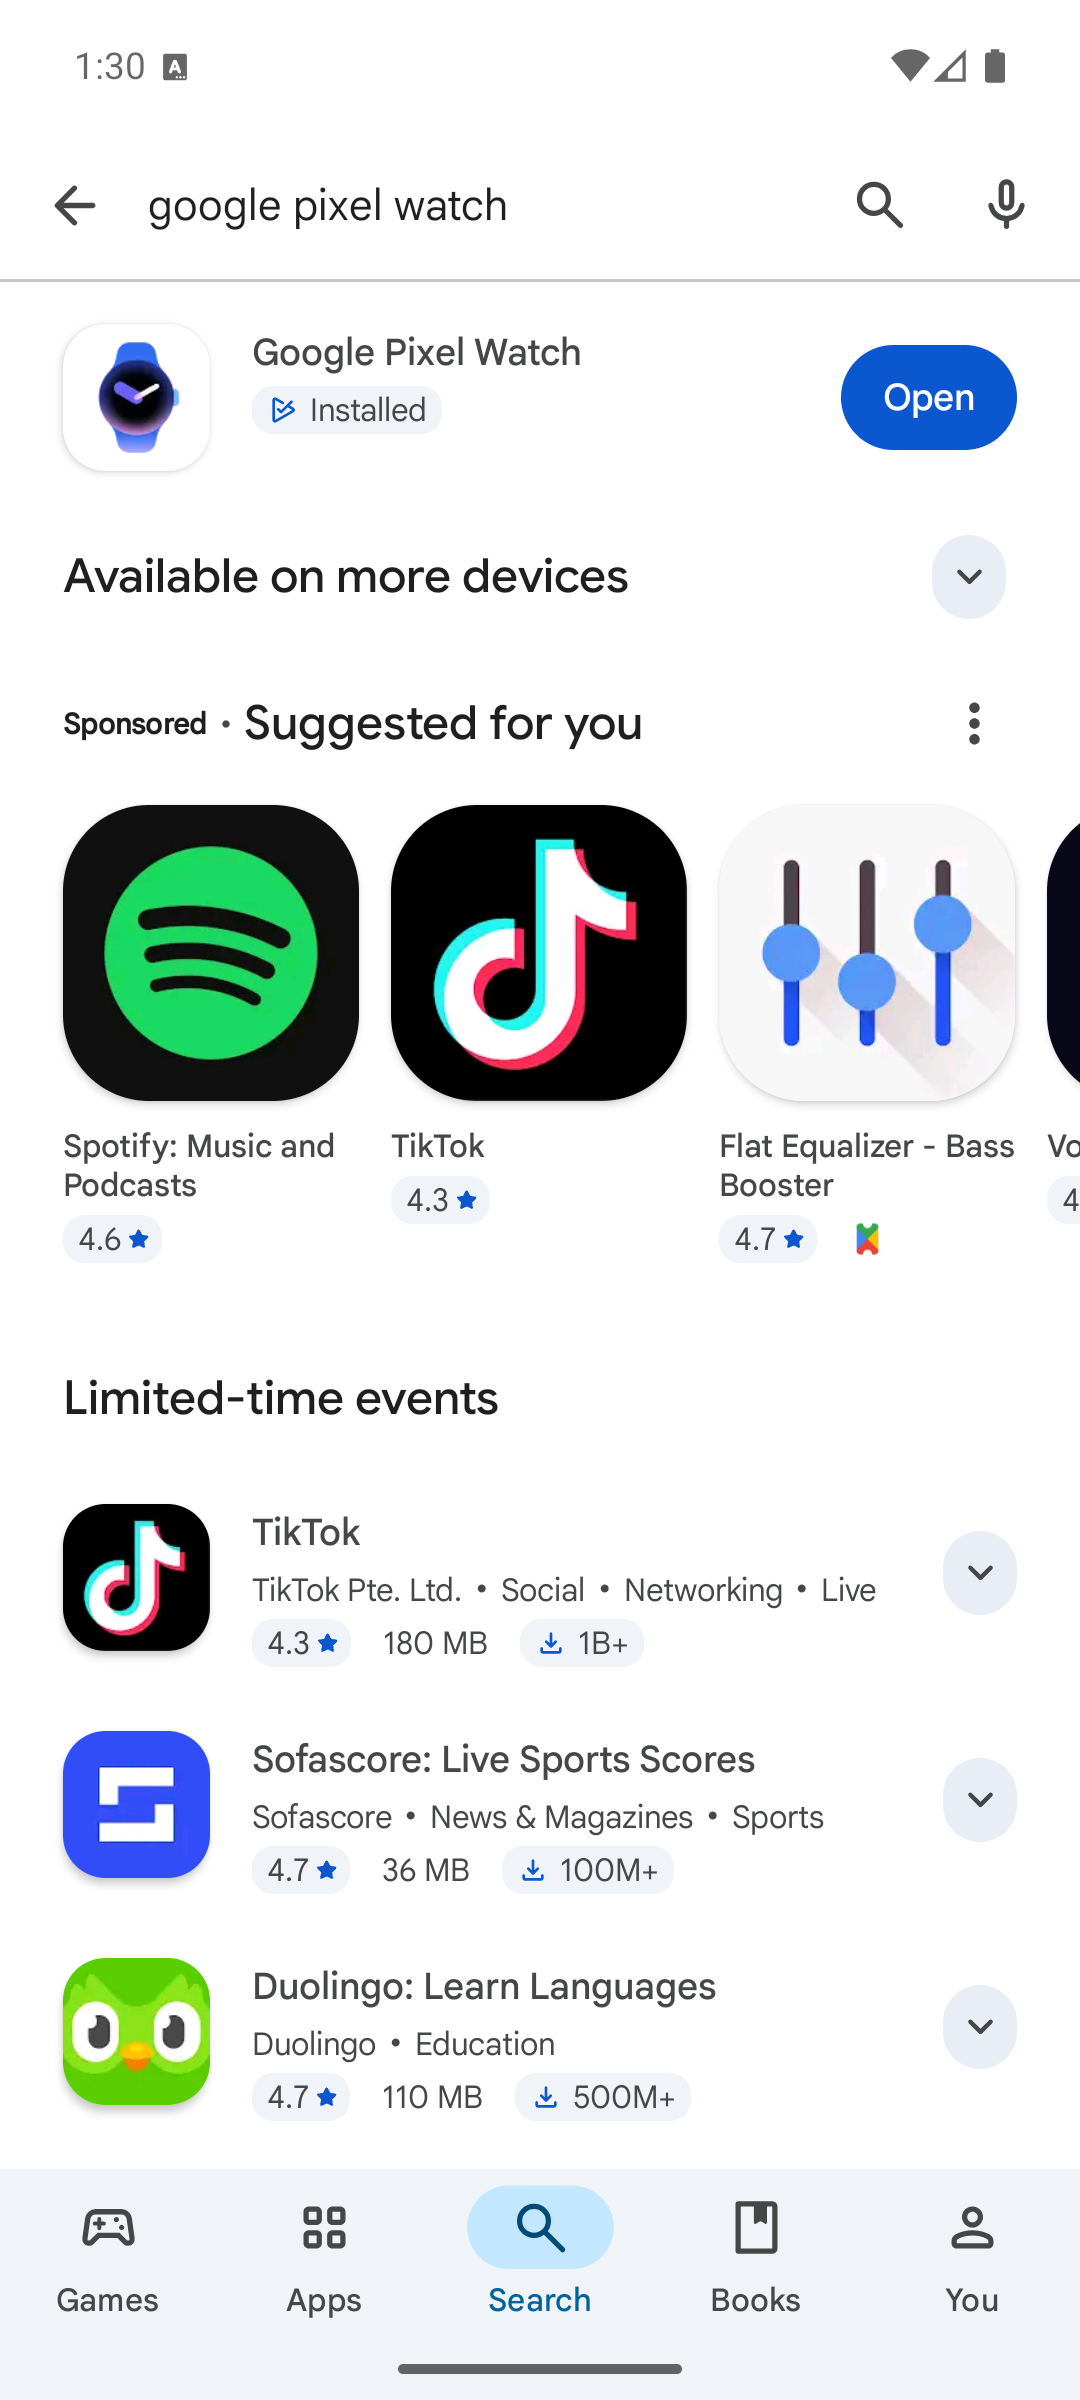 1:30
google pixel watch
Google Pixel Watch
Installed
Open
Available on more devices
Sponsored • Suggested for you
Spotify: Music and
Podcasts
4.6
TikTok
4.3
Flat Equalizer - Bass
Booster
4.7
Vo
4
Limited-time events
TikTok
TikTok Pte. Ltd. • Social • Networking • Live
4.3 180 MB 1B+
Sofascore: Live Sports Scores
Sofascore • News & Magazines • Sports
4.7 36 MB 100M+
Duolingo: Learn Languages
Duolingo • Education
4.7 110 MB 500M+
Games Apps Search Books You